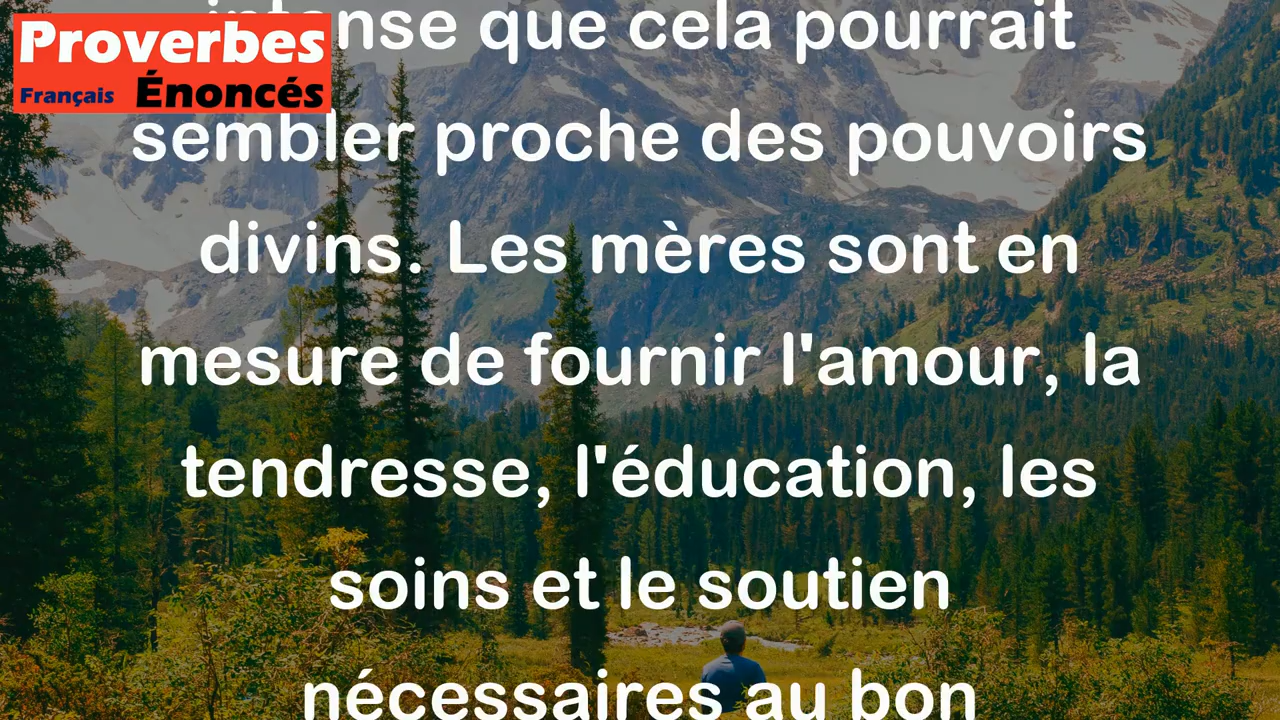 Proverbes
Français Énoncés
intense que cela pourrait
sembler proche des pouvoirs
divins. Les mères sont en
mesure de fournir l'amour, la
tendresse, l'éducation, les
soins et le soutien
nécessaires au bon